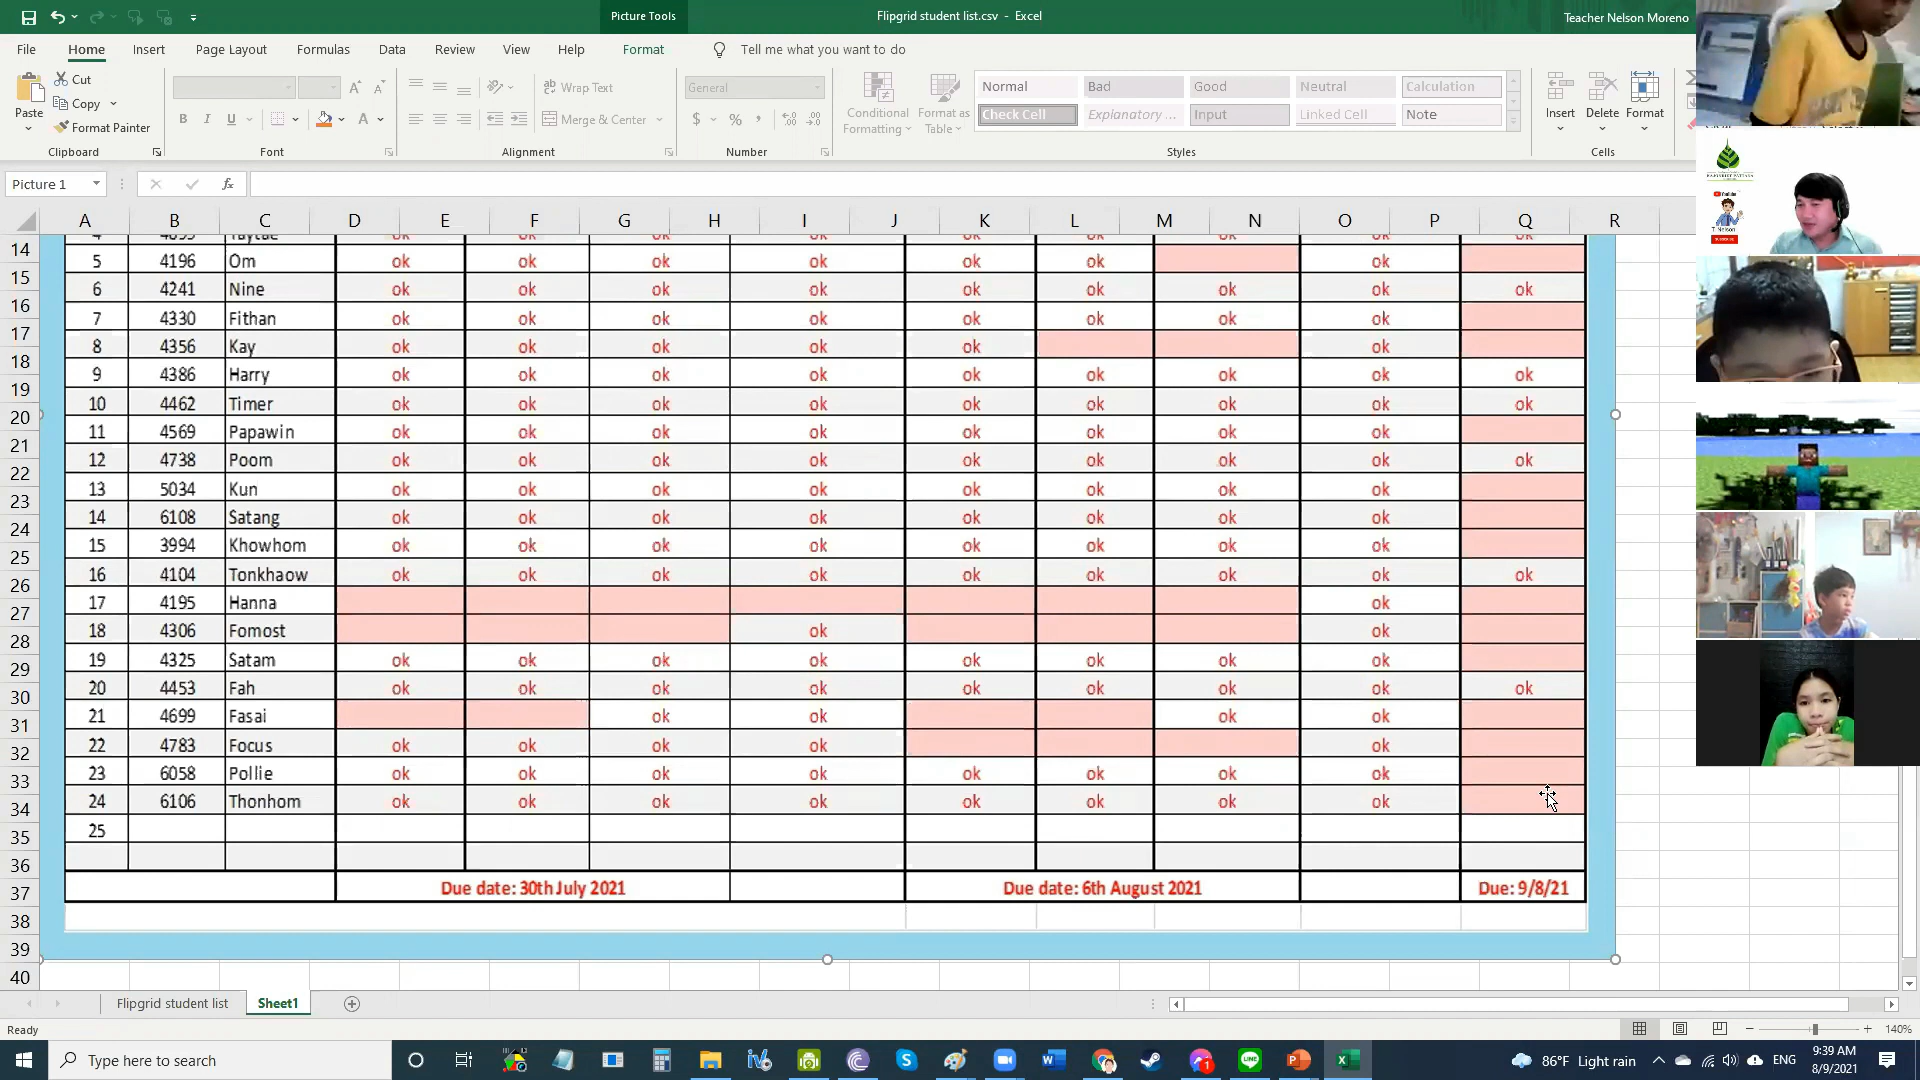 Picture Tools
Flipgrid student list.csv - Excel
Teacher Nelson Moreno
File Home Insert Page Layout Formulas Data Review View Help Format Tell me what you want to do
Paste
Cut
Copy
Format Painter
Clipboard
B I U
A A
Font
Wrap Text
Merge & Center
Alignment
General
$ % ,
Number
Conditional Formatting
Format as Table
Normal Bad Good Neutral Calculation
Check Cell Explanatory ... Input Linked Cell Note
Styles
Insert Delete Format
Cells
Picture 1
fx
A B C D E F G H I J K L M N O P Q R
14
15 5 4196 Om ok ok ok ok ok ok ok
16 6 4241 Nine ok ok ok ok ok ok ok ok ok
17 7 4330 Fithan ok ok ok ok ok ok ok ok
18 8 4356 Kay ok ok ok ok ok ok
19 9 4386 Harry ok ok ok ok ok ok ok ok ok
20 10 4462 Timer ok ok ok ok ok ok ok ok ok
21 11 4569 Papawin ok ok ok ok ok ok ok ok
22 12 4738 Poom ok ok ok ok ok ok ok ok ok
23 13 5034 Kun ok ok ok ok ok ok ok ok
24 14 6108 Satang ok ok ok ok ok ok ok ok
25 15 3994 Khowhom ok ok ok ok ok ok ok ok
26 16 4104 Tonkhaow ok ok ok ok ok ok ok ok ok
27 17 4195 Hanna ok
28 18 4306 Fomost ok ok
29 19 4325 Satam ok ok ok ok ok ok ok ok
30 20 4453 Fah ok ok ok ok ok ok ok ok ok
31 21 4699 Fasai ok ok ok ok
32 22 4783 Focus ok ok ok ok ok
33 23 6058 Pollie ok ok ok ok ok ok ok ok
34 24 6106 Thonhom ok ok ok ok ok ok ok ok
35 25
36
37 Due date: 30th July 2021 Due date: 6th August 2021 Due: 9/8/21
38
39
40
YouTube
T. Nelson
SUBSCRIBE
Flipgrid student list Sheet1
Ready
140%
Type here to search
86°F Light rain
ENG
9:39 AM
8/9/2021